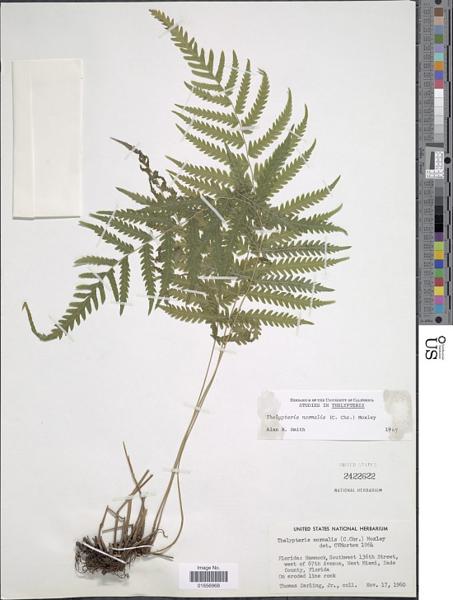 Image No.
01656968
US
HERBARIUM OF THE UNIVERSITY OF CALIFORNIA
STUDIES IN THELYPTERIS
Thelypteris normalis (C. Chr.) Moxley
Alan R. Smith
UNITED STATES
2422622
NATIONAL HERBARIUM
UNITED STATES NATIONAL HERBARIUM
Thelypteris normalis (C.Chr.) Moxley
det. CVMorton 1964
Florida: Hammock, Southwest 136th Street,
west of 87th Avenue, West Miami, Dade
County, Florida
On eroded lime rock
Thomas Darling, Jr., coll. Nov. 17, 1960